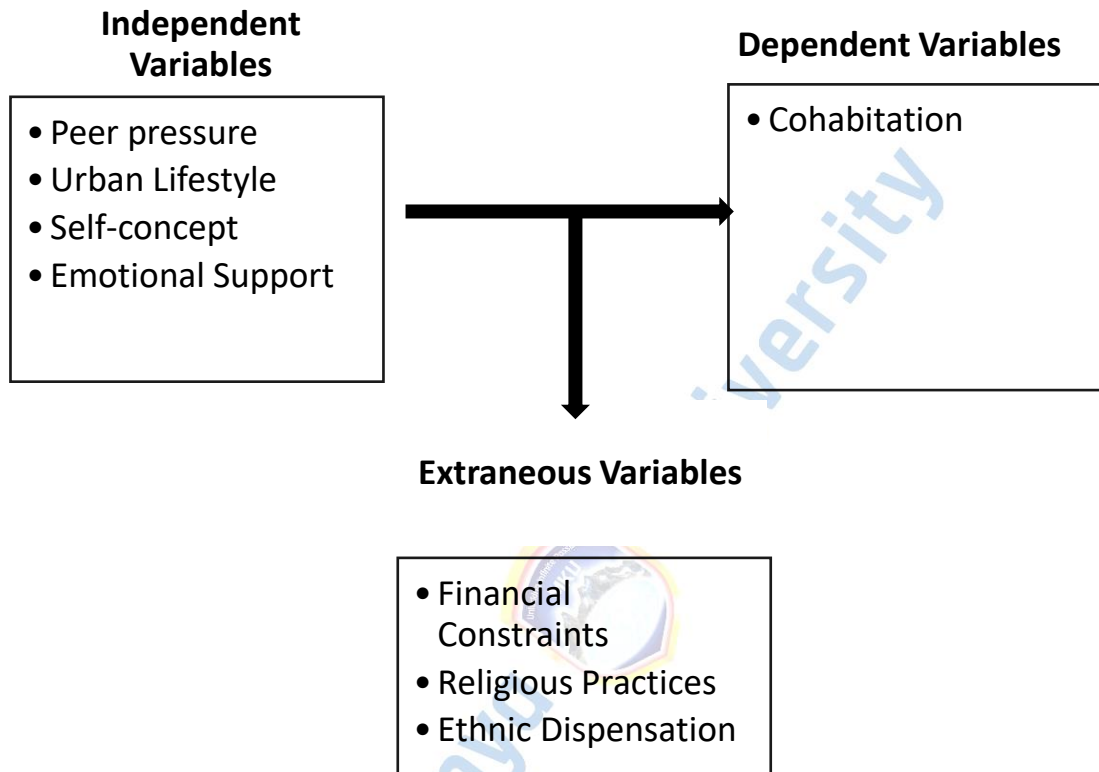 Independent
Variables
Dependent Variables
• Peer pressure
• Urban Lifestyle
• Self-concept
• Emotional Support
• Cohabitation
Extraneous Variables
• Financial
Constraints
• Religious Practices
• Ethnic Dispensation